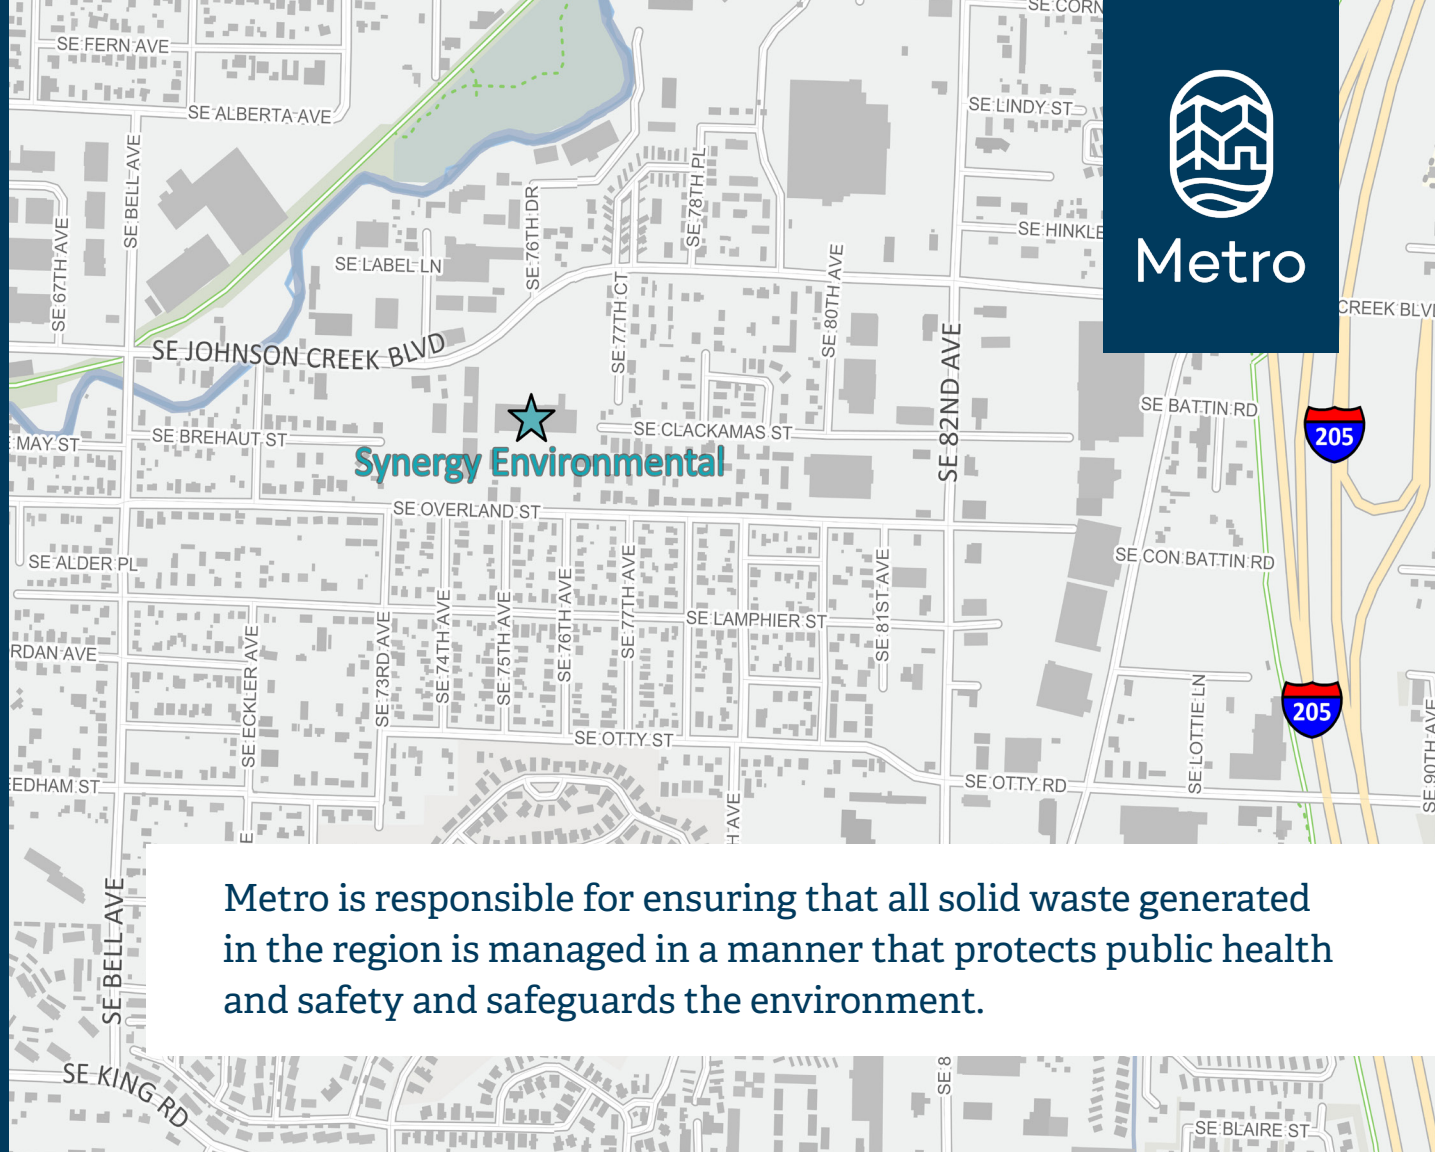 SE CORN
SE FERN AVE
SE ALBERTA AVE
SE LINDY ST
SE BELL AVE
SE 78TH PL
SE 76TH DR
SE 67TH AVE
SE HINKLE
Metro
SE LABEL LN
SE 77TH CT
SE 80TH AVE
CREEK BLV
SE JOHNSON CREEK BLVD
SE 82ND AVE
SE BATTIN RD
205
MAY ST
SE BREHAUT ST
SE CLACKAMAS ST
Synergy Environmental
SE OVERLAND ST
SE ALDER PL
SE CON BATTIN RD
SE 73RD AVE
SE 74TH AVE
SE 75TH AVE
SE 76TH AVE
SE 77TH AVE
SE LAMPHIER ST
SE 81ST AVE
RDAN AVE
SE ECKLER AVE
SE LOTTIE LN
205
SE 90TH AVE
SE OTTY ST
SE OTTY RD
EDHAM ST
H AVE
E
Metro is responsible for ensuring that all solid waste generated
in the region is managed in a manner that protects public health
and safety and safeguards the environment.
SE BELL AVE
SE KING RD
SE 8
SE BLAIRE ST